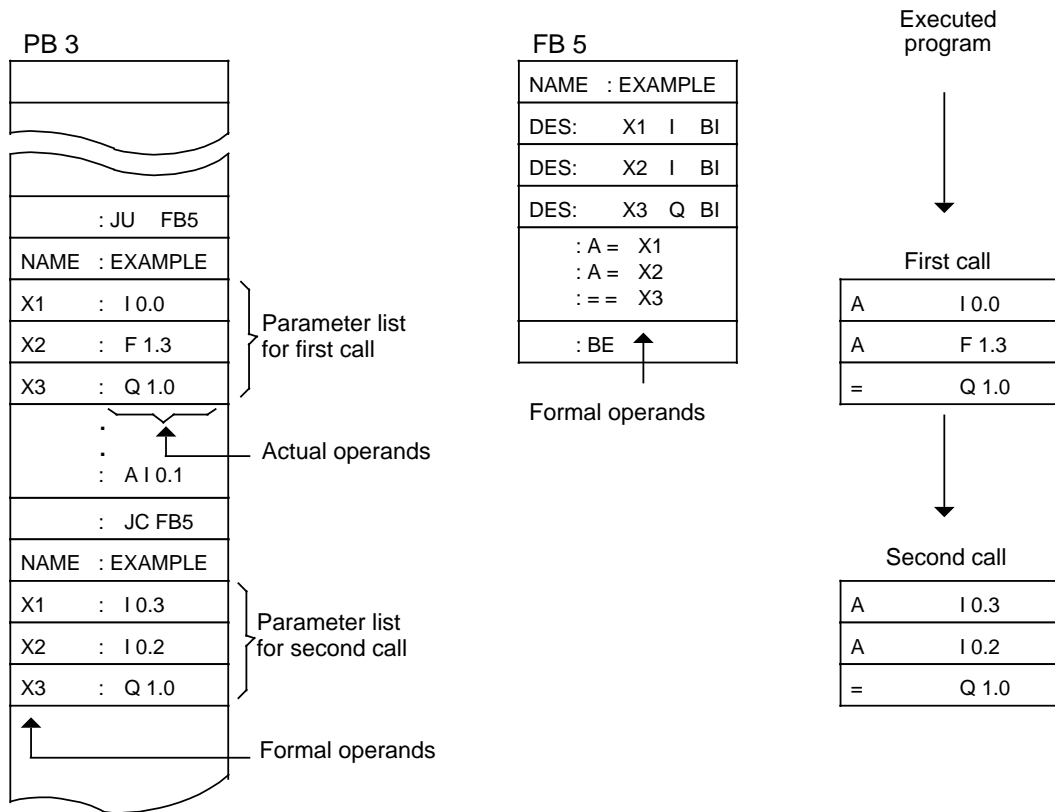 PB 3
: JU FB5
NAME : EXAMPLE
X1 : I 0.0
X2 : F 1.3
X3 : Q 1.0
Parameter list
for first call
.
.
: A I 0.1
Actual operands
: JC FB5
NAME : EXAMPLE
X1 : I 0.3
X2 : I 0.2
X3 : Q 1.0
Parameter list
for second call
Formal operands
FB 5
NAME : EXAMPLE
DES: X1 I BI
DES: X2 I BI
DES: X3 Q BI
: A = X1
: A = X2
: = = X3
: BE
Formal operands
Executed
program
First call
A I 0.0
A F 1.3
= Q 1.0
Second call
A I 0.3
A I 0.2
= Q 1.0